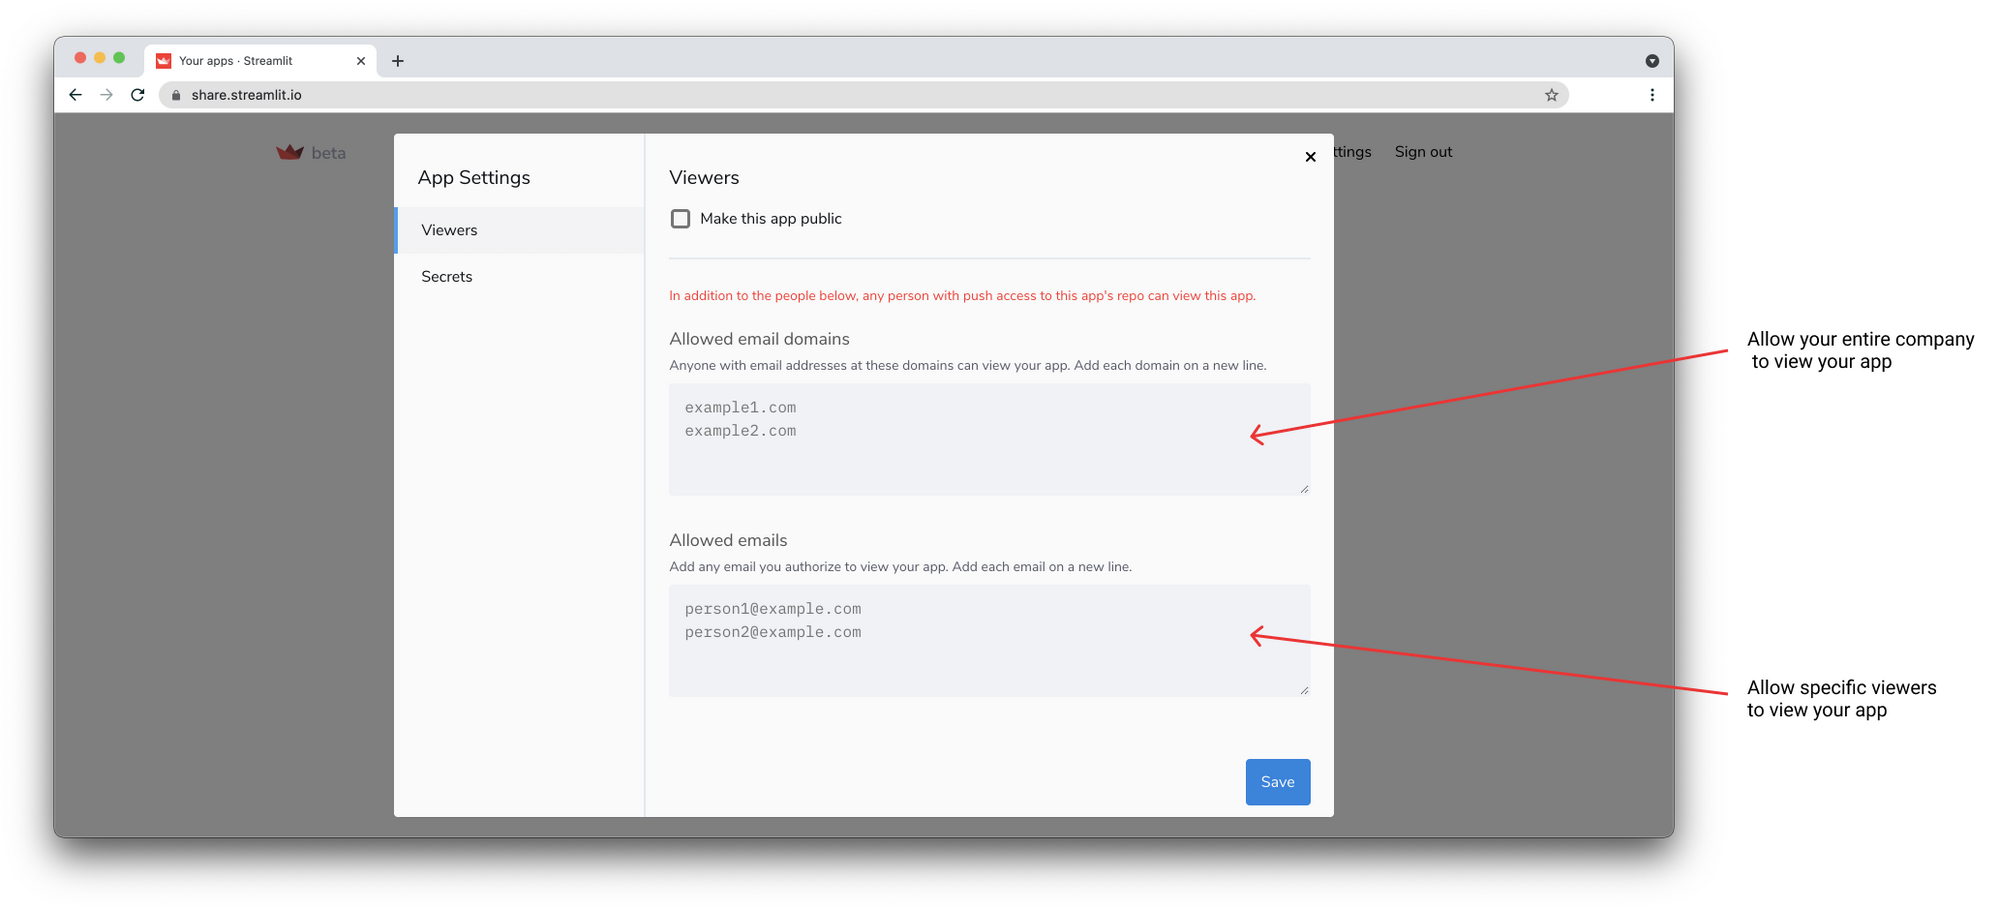 Your apps · Streamlit
share.streamlit.io
beta
ttings
Sign out
App Settings
Viewers
Secrets
Viewers
Make this app public
In addition to the people below, any person with push access to this app's repo can view this app.
Allowed email domains
Anyone with email addresses at these domains can view your app. Add each domain on a new line.
example1.com
example2.com
Allowed emails
Add any email you authorize to view your app. Add each email on a new line.
person1@example.com
person2@example.com
Save
Allow your entire company
to view your app
Allow specific viewers
to view your app